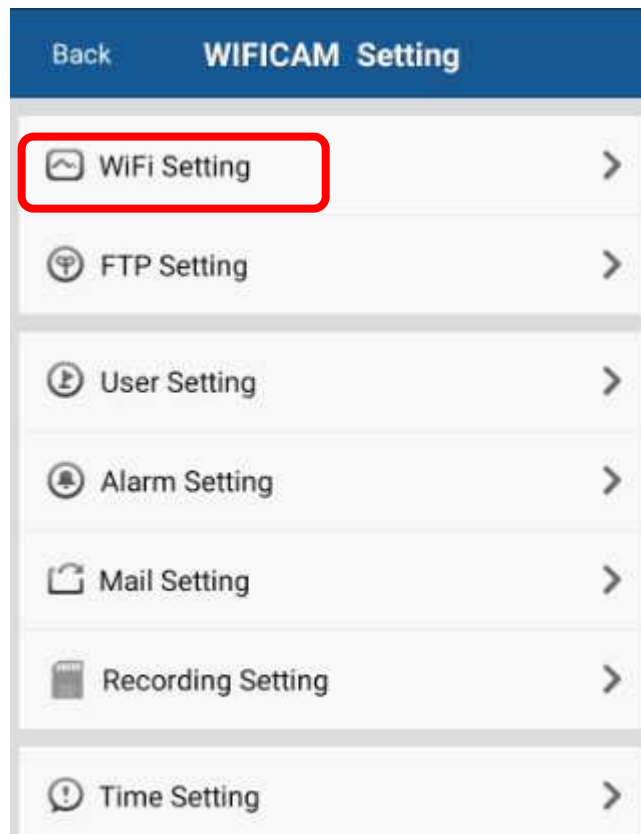 Back WIFICAM Setting
WiFi Setting
FTP Setting
User Setting
Alarm Setting
Mail Setting
Recording Setting
Time Setting